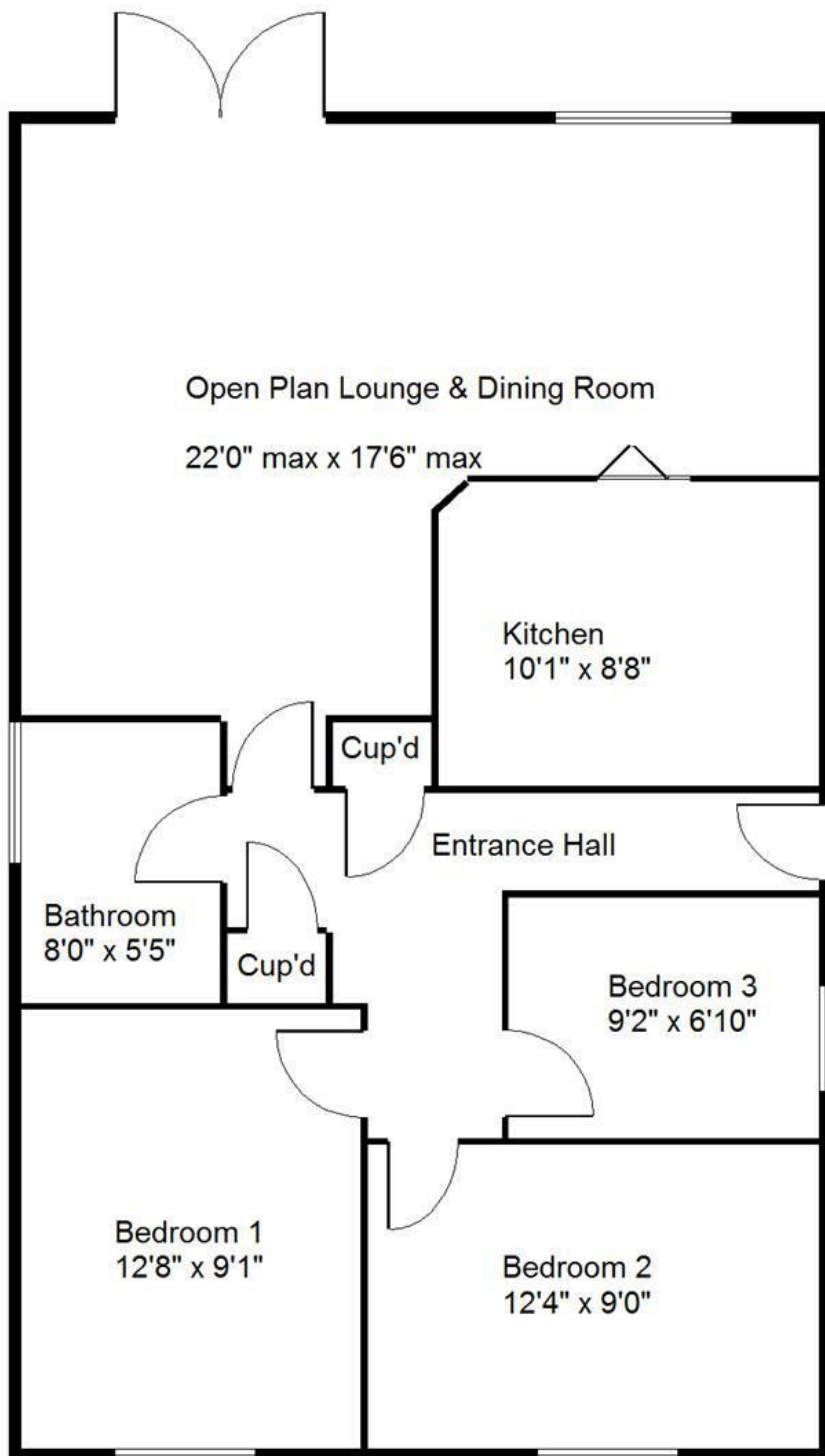 Open Plan Lounge & Dining Room
22'0" max x 17'6" max
Kitchen
10'1" x 8'8"
Cup'd
Entrance Hall
Bathroom
8'0" x 5'5"
Cup'd
Bedroom 3
9'2" x 6'10"
Bedroom 1
12'8" x 9'1"
Bedroom 2
12'4" x 9'0"